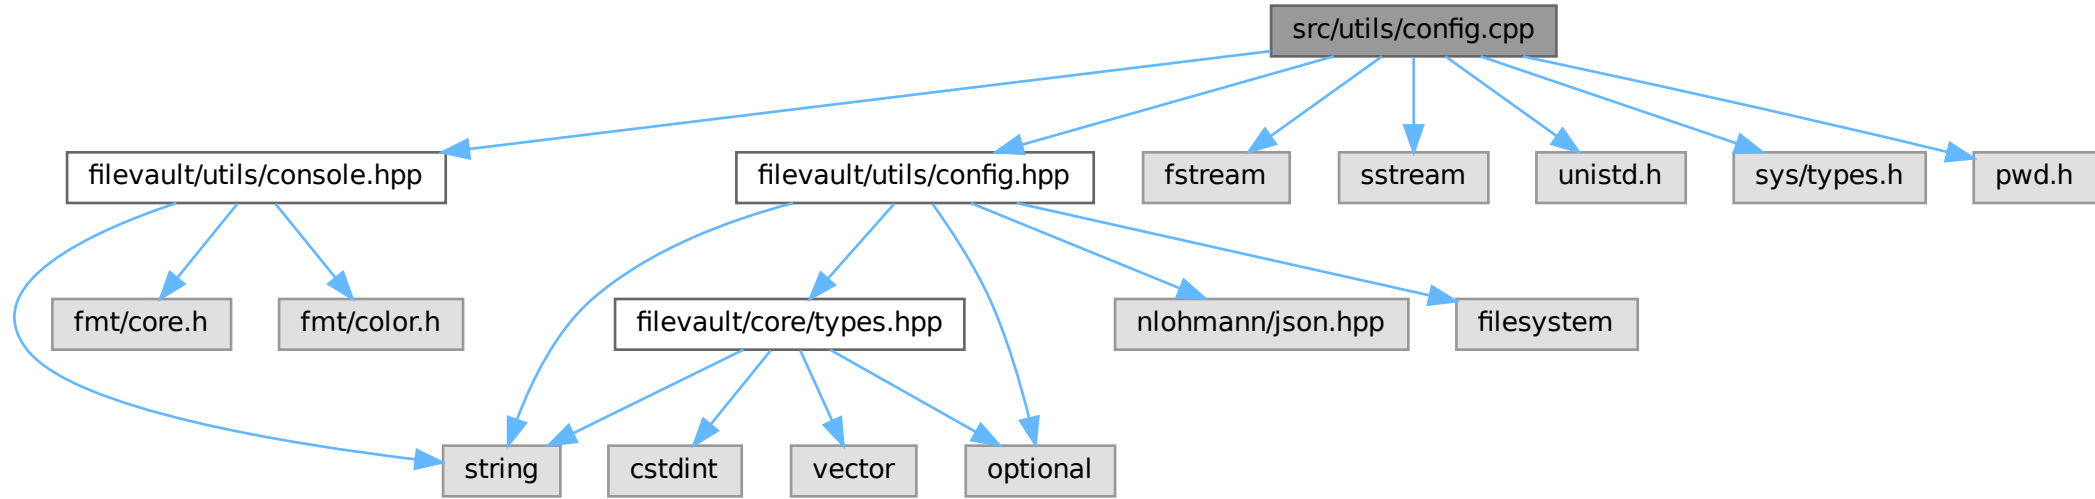 src/utils/config.cpp
filevault/utils/console.hpp
filevault/utils/config.hpp
fstream
sstream
unistd.h
sys/types.h
pwd.h
fmt/core.h
fmt/color.h
filevault/core/types.hpp
nlohmann/json.hpp
filesystem
string
cstdint
vector
optional